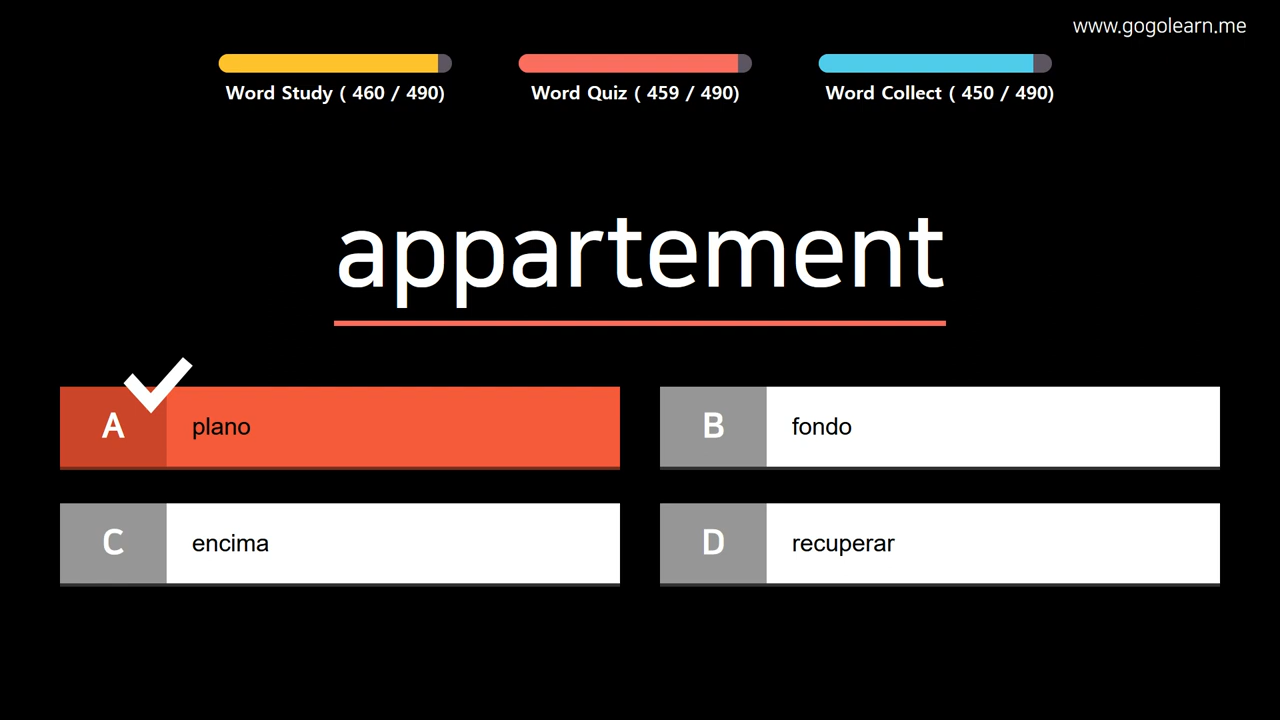 www.gogolearn.me
Word Study ( 460 / 490)
Word Quiz ( 459 / 490)
Word Collect ( 450 / 490)
appartement
A plano
B fondo
C encima
D recuperar